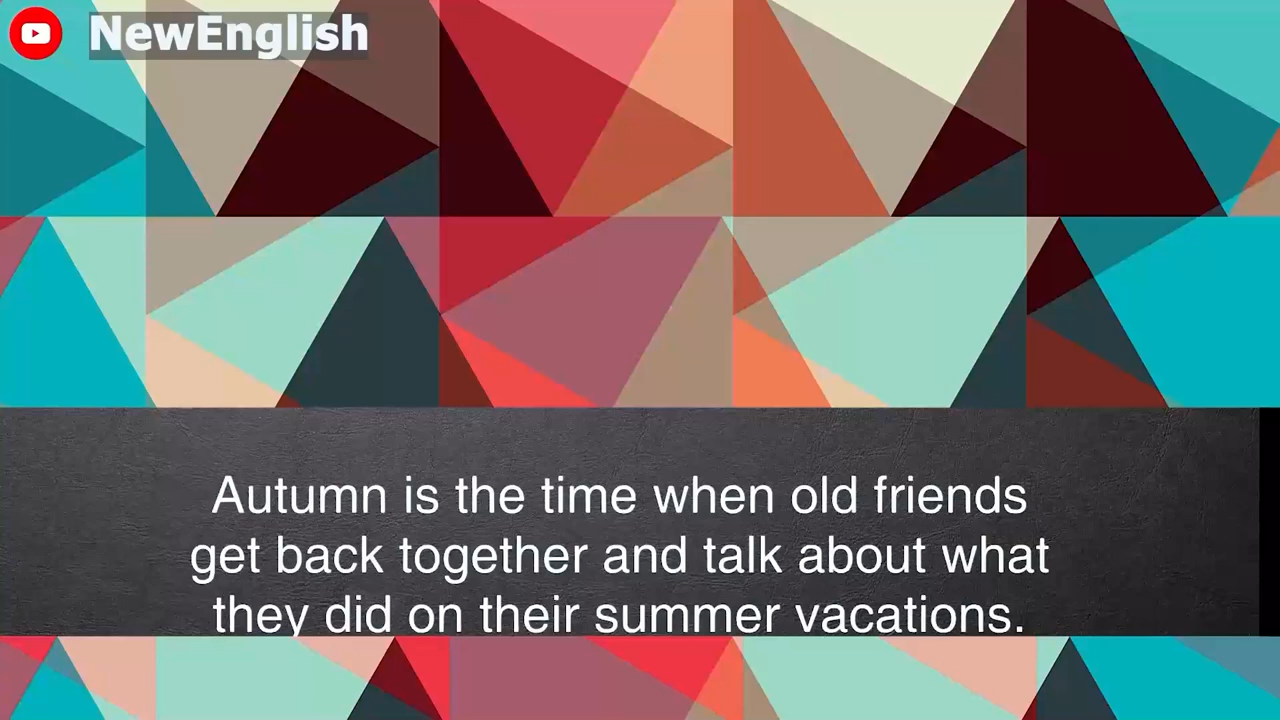 NewEnglish
Autumn is the time when old friends
get back together and talk about what
they did on their summer vacations.